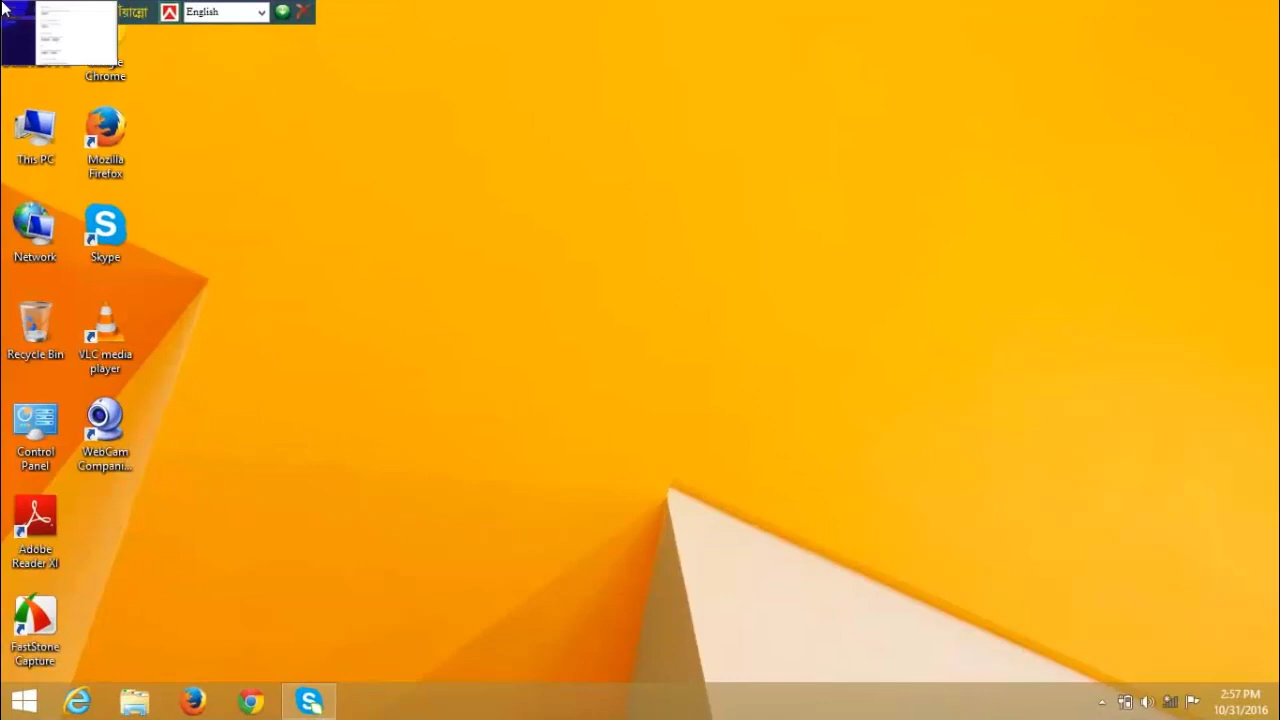 English
Chrome
This PC
Mozilla
Firefox
Network
Skype
Recycle Bin
VLC media
player
Control
Panel
WebCam
Compani...
Adobe
Reader XI
FastStone
Capture
2:57 PM
10/31/2016